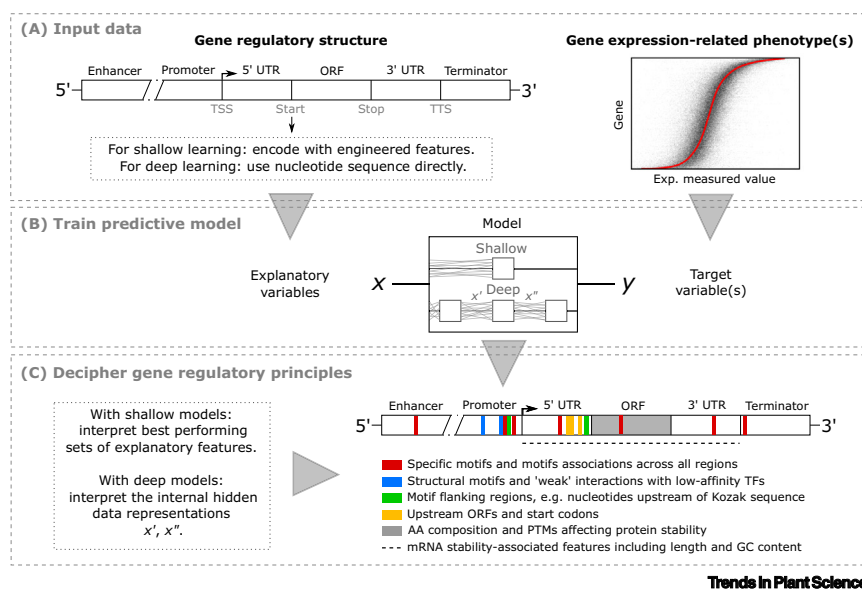 (A) Input data
Gene regulatory structure
Gene expression-related phenotype(s)
Enhancer Promoter 5' UTR ORF 3' UTR Terminator
5' 3'
TSS Start Stop TTS
For shallow learning: encode with engineered features.
For deep learning: use nucleotide sequence directly.
Gene
Exp. measured value
(B) Train predictive model
Model
Shallow
Explanatory
variables
x
Deep
x' x"
y
Target
variable(s)
(C) Decipher gene regulatory principles
With shallow models:
interpret best performing
sets of explanatory features.
With deep models:
interpret the internal hidden
data representations
x', x".
Enhancer Promoter 5' UTR ORF 3' UTR Terminator
5' 3'
Specific motifs and motifs associations across all regions
Structural motifs and 'weak' interactions with low-affinity TFs
Motif flanking regions, e.g. nucleotides upstream of Kozak sequence
Upstream ORFs and start codons
AA composition and PTMs affecting protein stability
mRNA stability-associated features including length and GC content
Trends in Plant Science